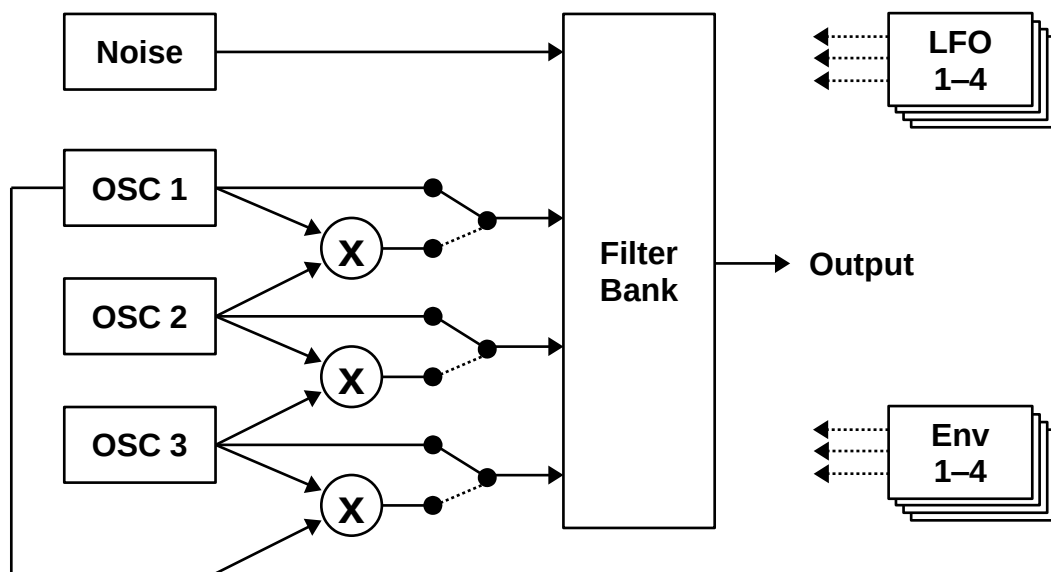 Noise
LFO
1–4
OSC 1
X
OSC 2
Filter
Bank
Output
X
OSC 3
Env
1–4
X